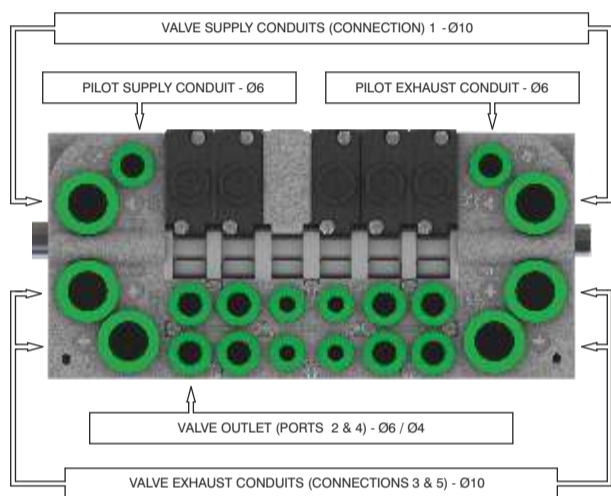 VALVE SUPPLY CONDUITS (CONNECTION) 1 - Ø10
PILOT SUPPLY CONDUIT - Ø6
PILOT EXHAUST CONDUIT - Ø6
VALVE OUTLET (PORTS 2 & 4) - Ø6 / Ø4
VALVE EXHAUST CONDUITS (CONNECTIONS 3 & 5) - Ø10